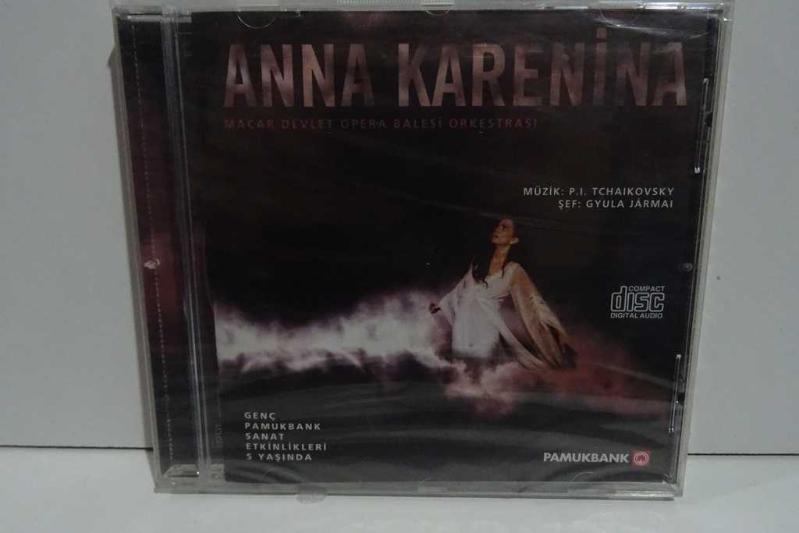 ANNA KARENİNA
MACAR DEVLET OPERA BALESİ ORKESTRASI
MÜZİK: P.I. TCHAIKOVSKY
ŞEF: GYULA JÁRMAI
COMPACT
disc
DIGITAL AUDIO
GENÇ
PAMUKBANK
SANAT
ETKİNLİKLERİ
5 YAŞINDA
PAMUKBANK